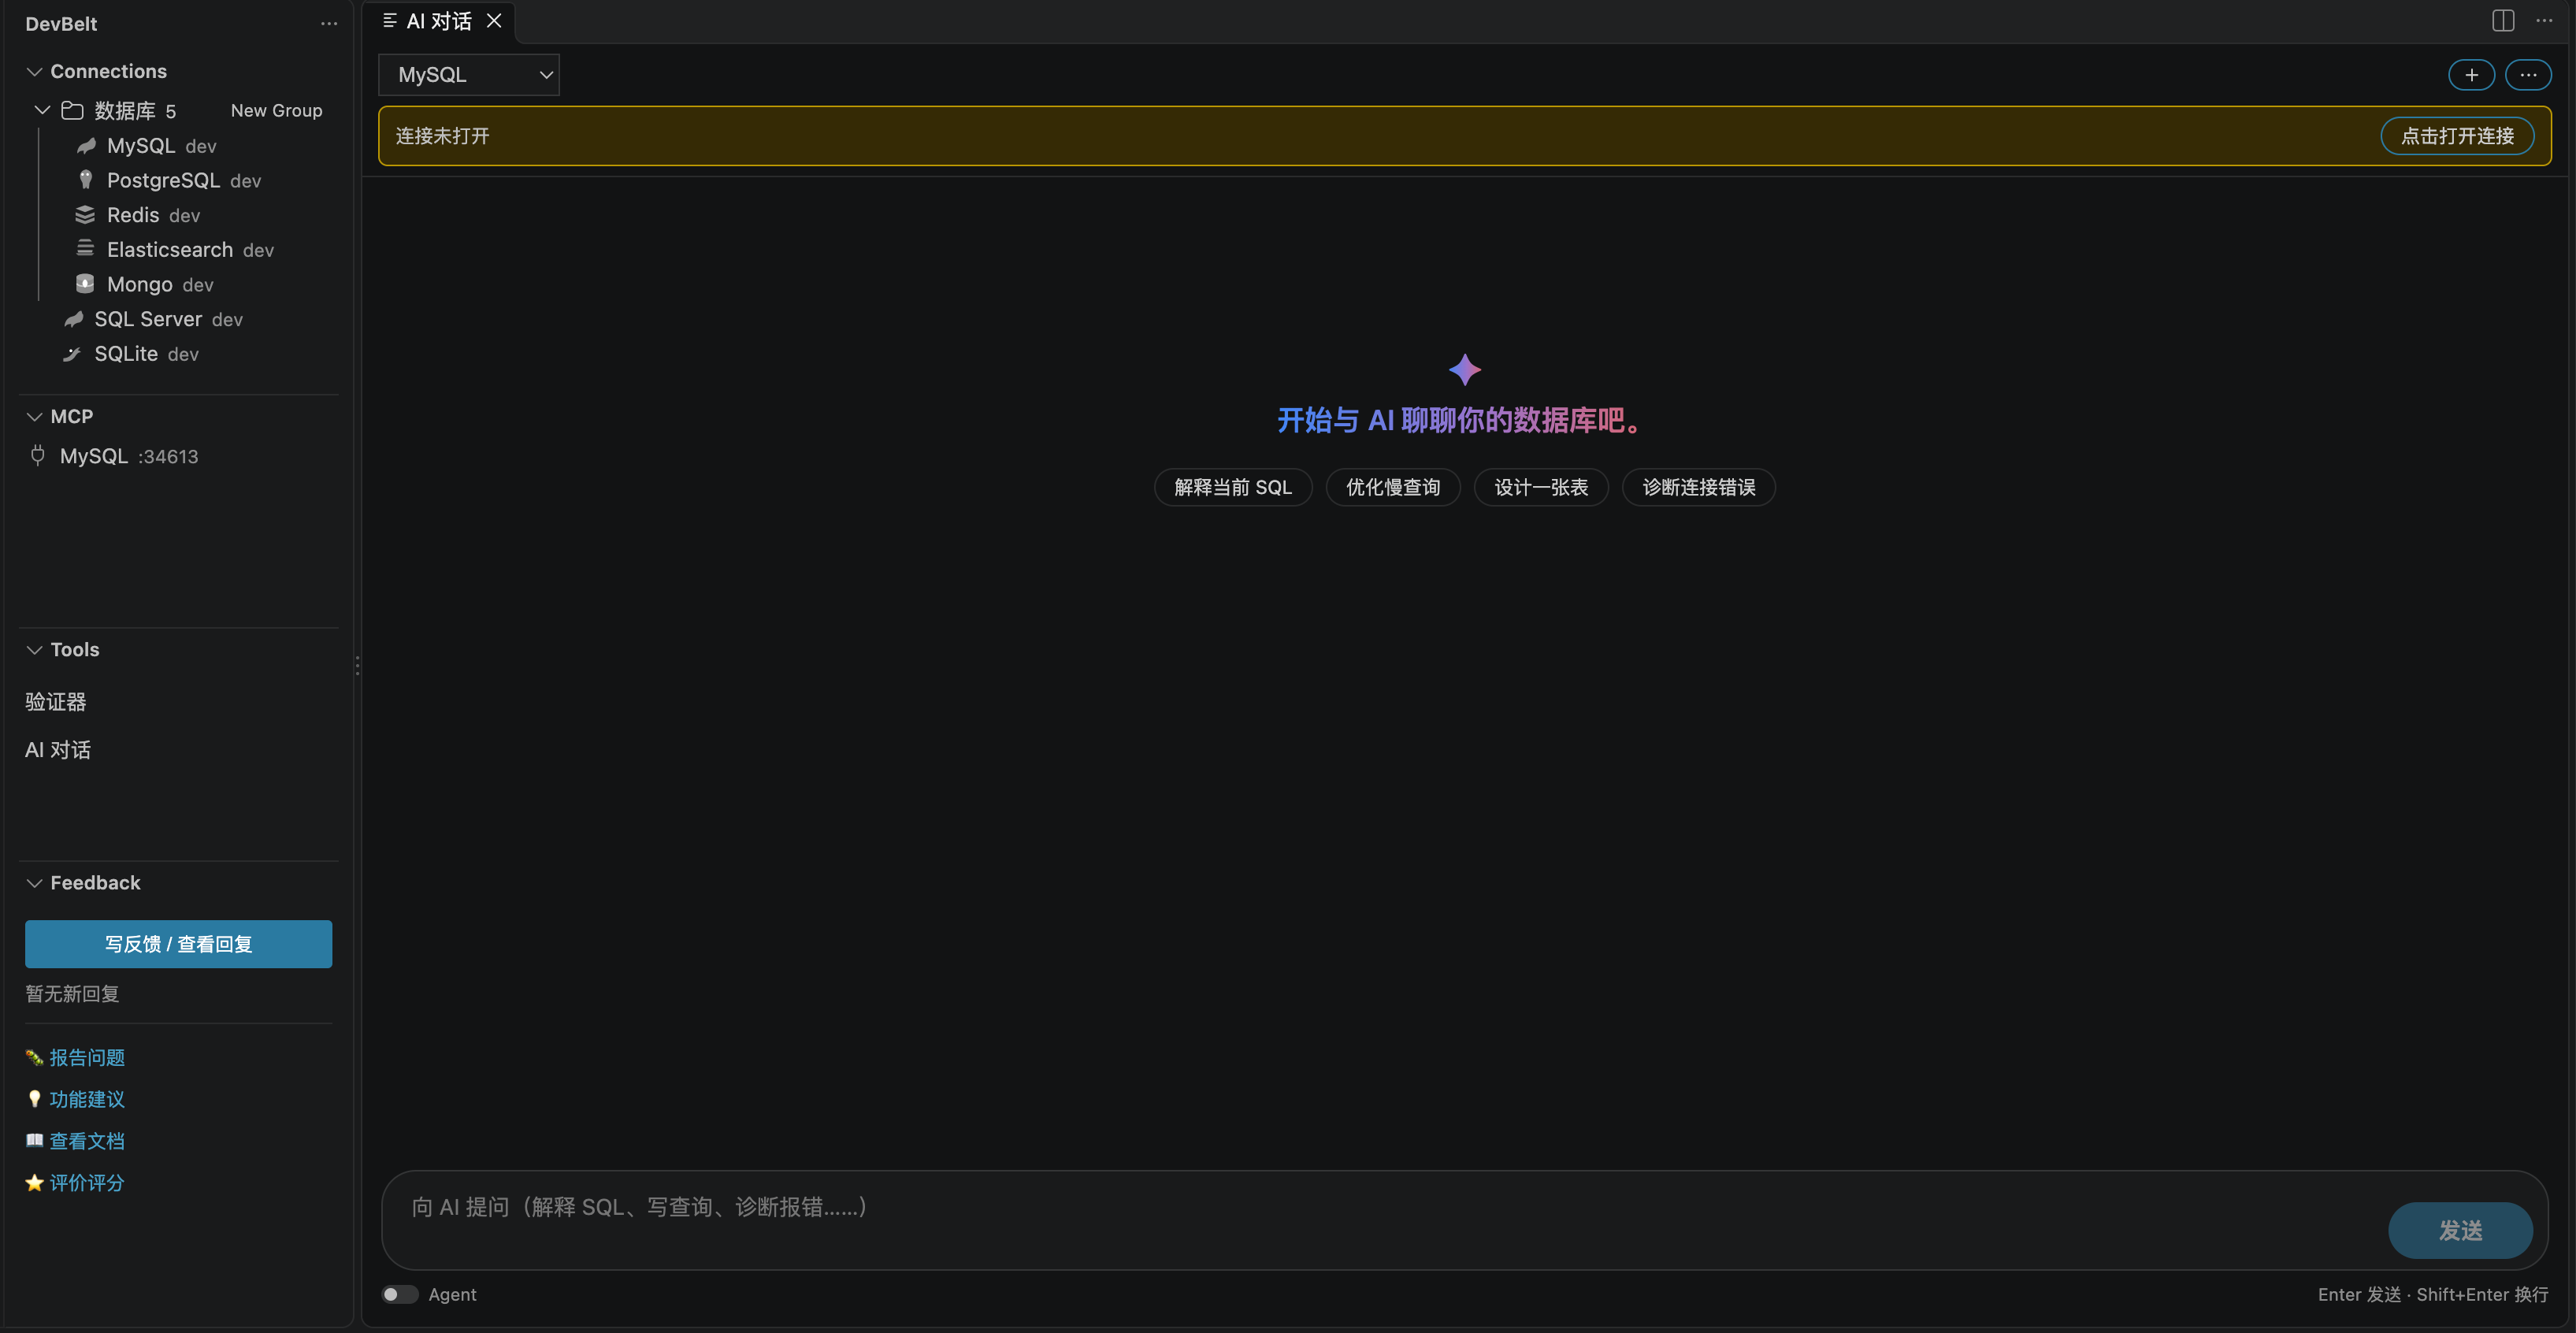 DevBelt
Connections
数据库 5 New Group
MySQL dev
PostgreSQL dev
Redis dev
Elasticsearch dev
Mongo dev
SQL Server dev
SQLite dev
MCP
MySQL :34613
Tools
验证器
AI 对话
Feedback
写反馈 / 查看回复
暂无新回复
报告问题
功能建议
查看文档
评价评分
AI 对话
MySQL
连接未打开 点击打开连接
开始与 AI 聊聊你的数据库吧。
解释当前 SQL 优化慢查询 设计一张表 诊断连接错误
向 AI 提问（解释 SQL、写查询、诊断报错……）
发送
Agent Enter 发送 · Shift+Enter 换行